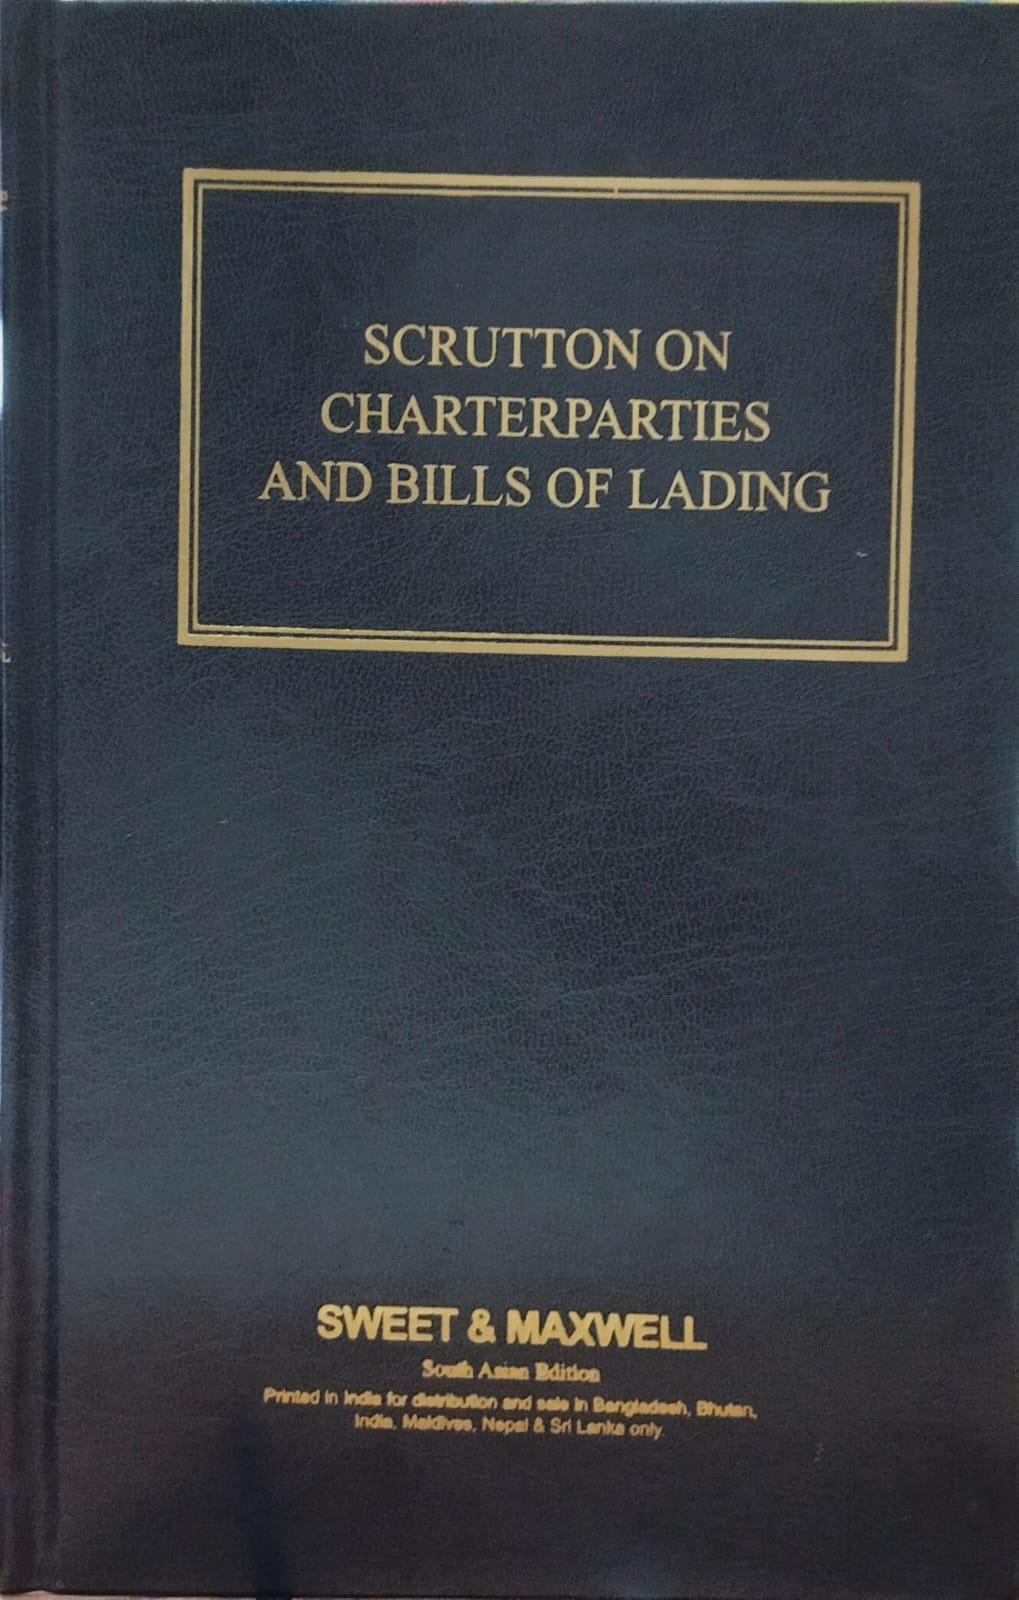 SCRUTTON ON
CHARTERPARTIES
AND BILLS OF LADING
SWEET & MAXWELL
South Asian Edition
Printed in India for distribution and sale in Bangladesh, Bhutan,
India, Maldives, Nepal & Sri Lanka only